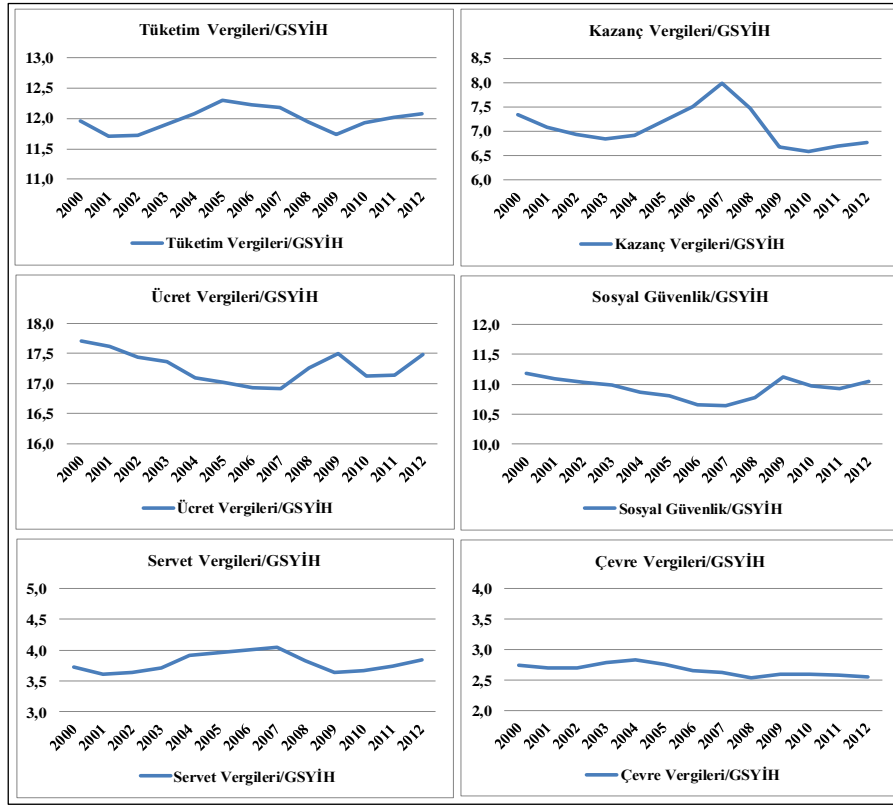 Tüketim Vergileri/GSYİH
13,0
12,5
12,0
11,5
11,0
2000 2001 2002 2003 2004 2005 2006 2007 2008 2009 2010 2011 2012
Tüketim Vergileri/GSYİH
Kazanç Vergileri/GSYİH
8,5
8,0
7,5
7,0
6,5
6,0
2000 2001 2002 2003 2004 2005 2006 2007 2008 2009 2010 2011 2012
Kazanç Vergileri/GSYİH
Ücret Vergileri/GSYİH
18,0
17,5
17,0
16,5
16,0
2000 2001 2002 2003 2004 2005 2006 2007 2008 2009 2010 2011 2012
Ücret Vergileri/GSYİH
Sosyal Güvenlik/GSYİH
12,0
11,5
11,0
10,5
10,0
2000 2001 2002 2003 2004 2005 2006 2007 2008 2009 2010 2011 2012
Sosyal Güvenlik/GSYİH
Servet Vergileri/GSYİH
5,0
4,5
4,0
3,5
3,0
2000 2001 2002 2003 2004 2005 2006 2007 2008 2009 2010 2011 2012
Servet Vergileri/GSYİH
Çevre Vergileri/GSYİH
4,0
3,5
3,0
2,5
2,0
2000 2001 2002 2003 2004 2005 2006 2007 2008 2009 2010 2011 2012
Çevre Vergileri/GSYİH